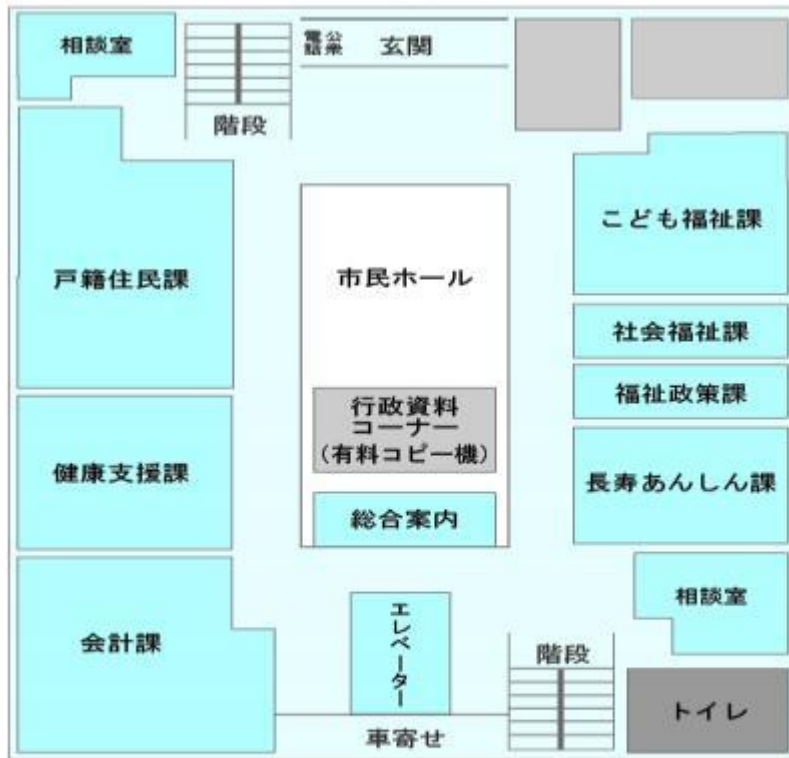 相談室
公衆
電話
玄関
階段
こども福祉課
戸籍住民課
市民ホール
社会福祉課
福祉政策課
行政資料
コーナー
(有料コピー機)
健康支援課
長寿あんしん課
総合案内
相談室
エレベーター
会計課
階段
トイレ
車寄せ